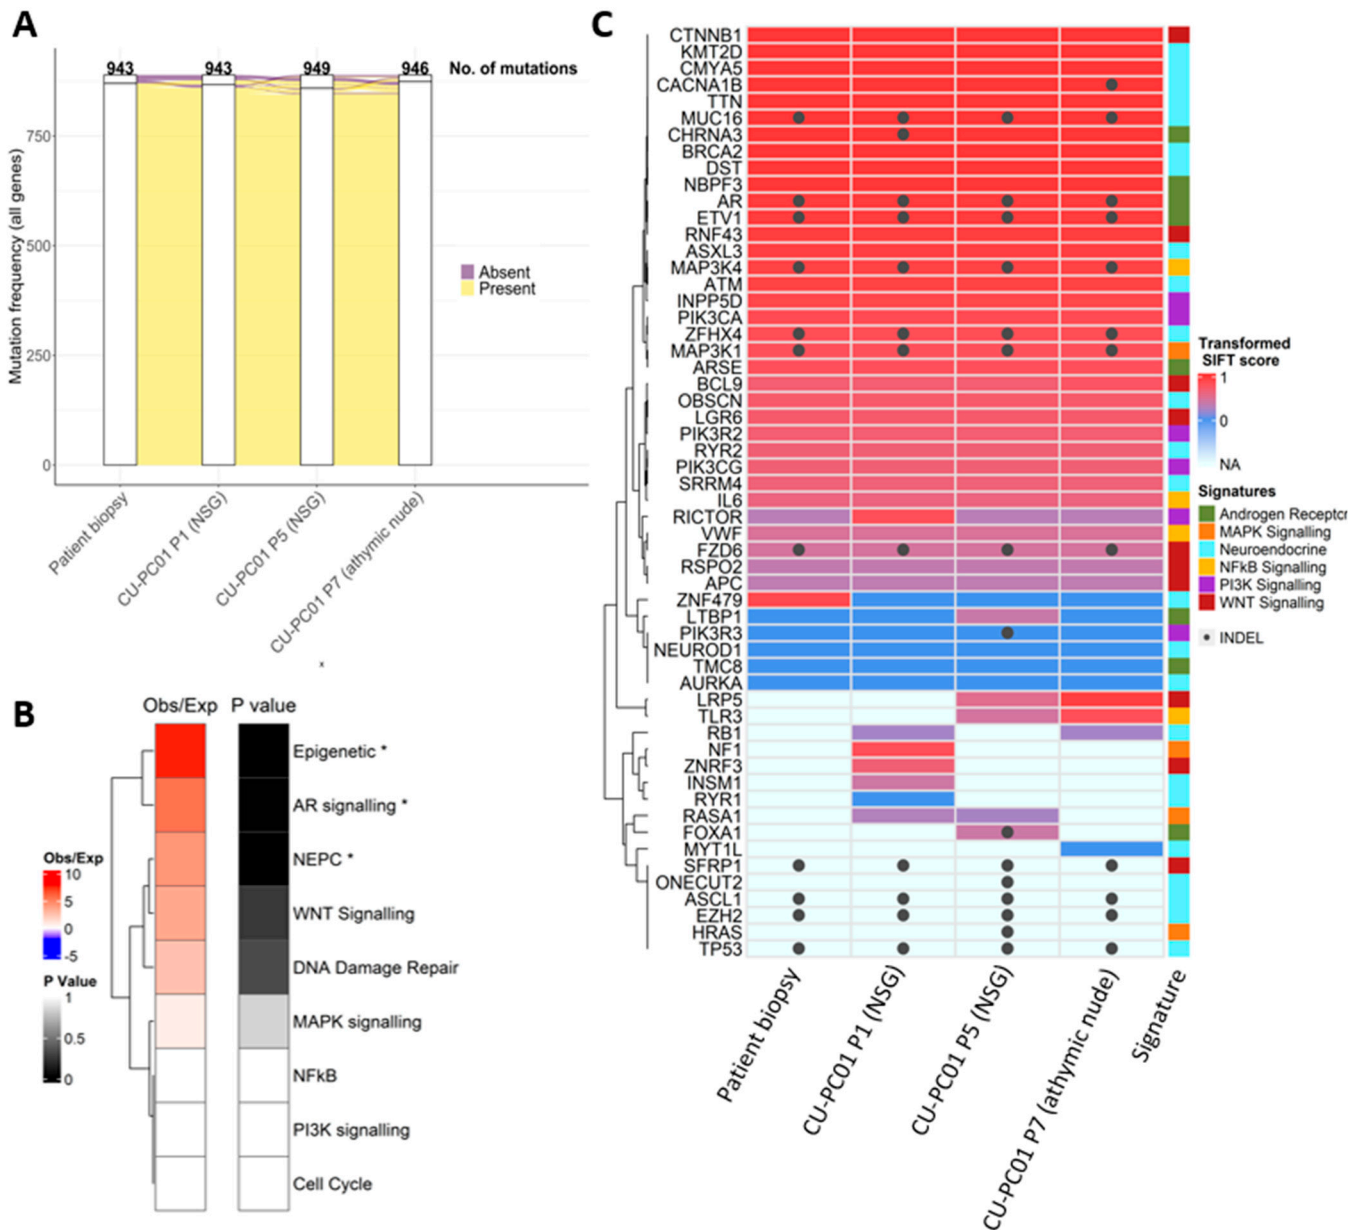 A
943
943
949
946
No. of mutations
Mutation frequency (all genes)
750
500
250
0
Absent
Present
Patient biopsy
CU-PC01 P1 (NSG)
CU-PC01 P5 (NSG)
CU-PC01 P7 (athymic nude)
x
B
Obs/Exp
P value
Epigenetic *
AR signalling *
NEPC *
WNT Signalling
DNA Damage Repair
MAPK signalling
NFkB
PI3K signalling
Cell Cycle
Obs/Exp
10
5
0
-5
P Value
1
0.5
0
C
CTNNB1
KMT2D
CMYA5
CACNA1B
TTN
MUC16
CHRNA3
BRCA2
DST
NBPF3
AR
ETV1
RNF43
ASXL3
MAP3K4
ATM
INPP5D
PIK3CA
ZFHX4
MAP3K1
ARSE
BCL9
OBSCN
LGR6
PIK3R2
RYR2
PIK3CG
SRRM4
IL6
RICTOR
VWF
FZD6
RSPO2
APC
ZNF479
LTBP1
PIK3R3
NEUROD1
TMC8
AURKA
LRP5
TLR3
RB1
NF1
ZNRF3
INSM1
RYR1
RASA1
FOXA1
MYT1L
SFRP1
ONECUT2
ASCL1
EZH2
HRAS
TP53
Patient biopsy
CU-PC01 P1 (NSG)
CU-PC01 P5 (NSG)
CU-PC01 P7 (athymic nude)
Signature
Transformed
SIFT score
1
0
NA
Signatures
Androgen Receptor
MAPK Signalling
Neuroendocrine
NFkB Signalling
PI3K Signalling
WNT Signalling
INDEL